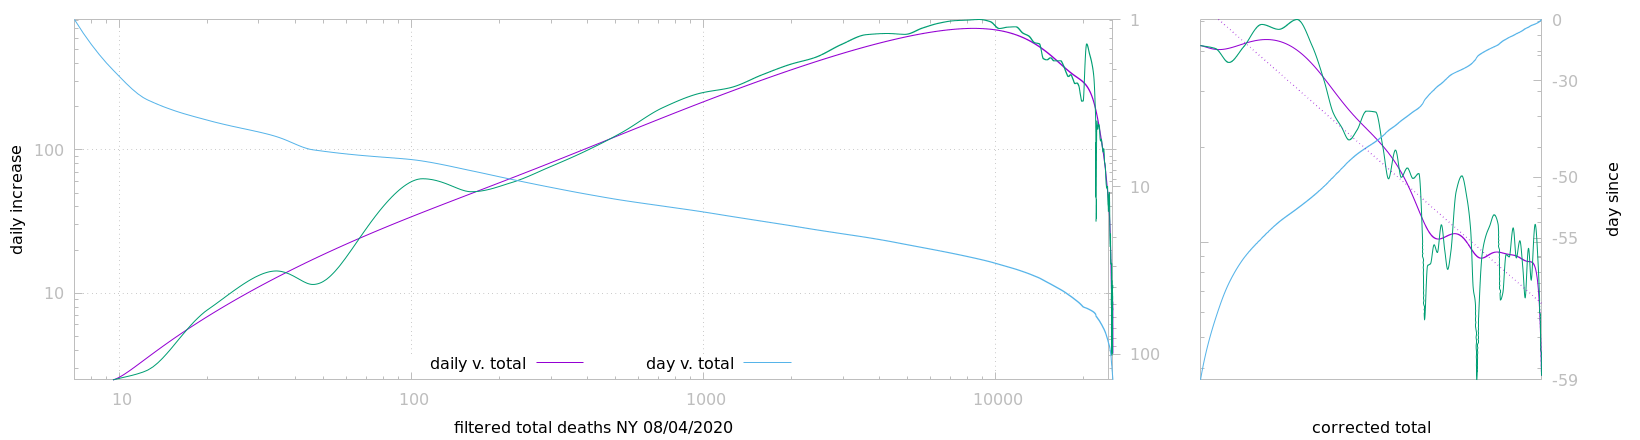 daily increase
100
10
daily v. total
day v. total
10
100
1000
10000
filtered total deaths NY 08/04/2020
1
10
100
0
-30
-50
-55
-59
day since
corrected total